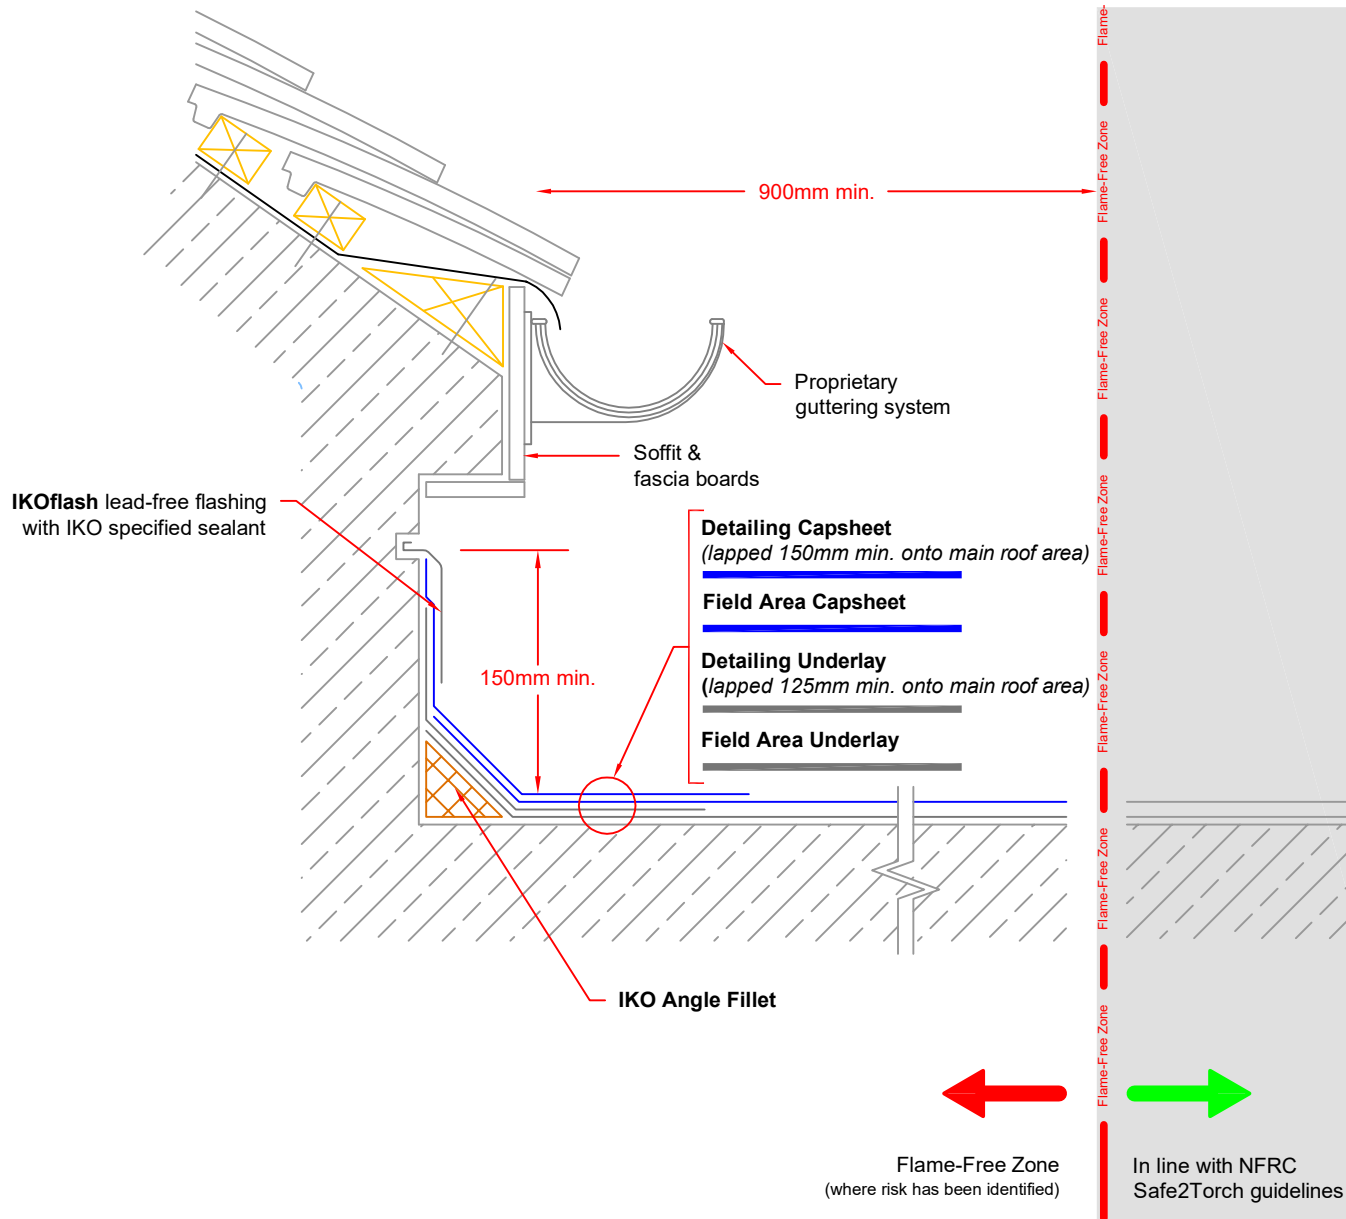 900mm min.
Proprietary
guttering system
Soffit &
fascia boards
IKOflash lead-free flashing
with IKO specified sealant
Detailing Capsheet
(lapped 150mm min. onto main roof area)
Field Area Capsheet
Detailing Underlay
(lapped 125mm min. onto main roof area)
Field Area Underlay
150mm min.
IKO Angle Fillet
Flame-
Flame-Free Zone
Flame-Free Zone
Flame-Free Zone
Flame-Free Zone
Flame-Free Zone
Flame-Free Zone
Flame-Free Zone
(where risk has been identified)
In line with NFRC
Safe2Torch guidelines